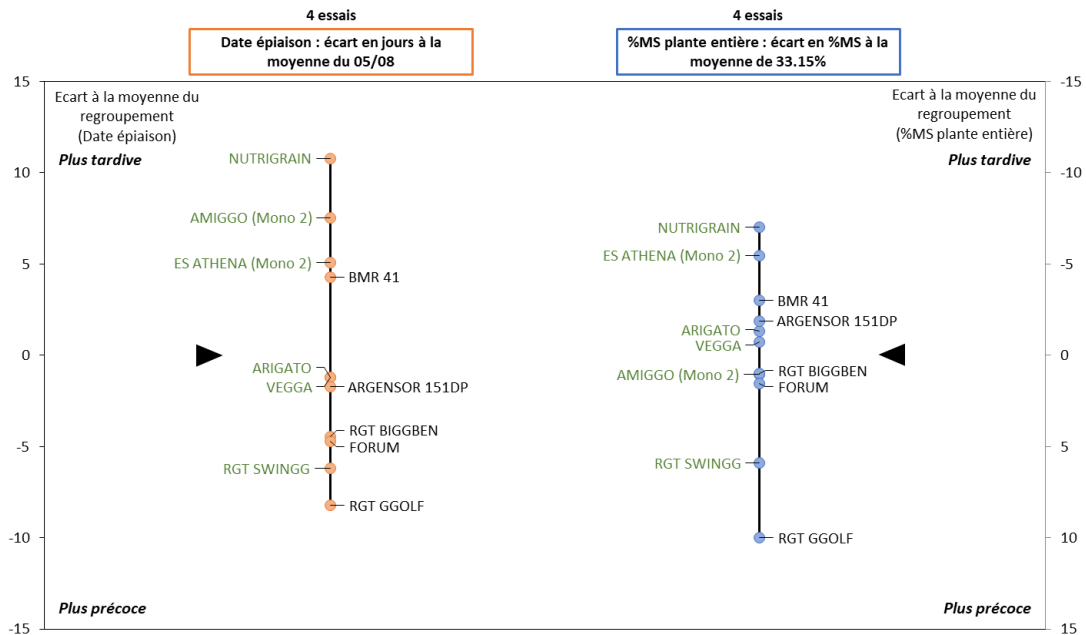 4 essais
Date épiaison : écart en jours à la
moyenne du 05/08
4 essais
%MS plante entière : écart en %MS à la
moyenne de 33.15%
15
10
5
0
-5
-10
-15
Ecart à la moyenne du
regroupement
(Date épiaison)
Plus tardive
NUTRIGRAIN
AMIGGO (Mono 2)
ES ATHENA (Mono 2)
BMR 41
ARIGATO
VEGGA
ARGENSOR 151DP
RGT BIGGBEN
FORUM
RGT SWINGG
RGT GGOLF
Plus précoce
Ecart à la moyenne du
regroupement
(%MS plante entière)
Plus tardive
NUTRIGRAIN
ES ATHENA (Mono 2)
BMR 41
ARGENSOR 151DP
ARIGATO
VEGGA
RGT BIGGBEN
AMIGGO (Mono 2)
FORUM
RGT SWINGG
RGT GGOLF
Plus précoce
-15
-10
-5
0
5
10
15